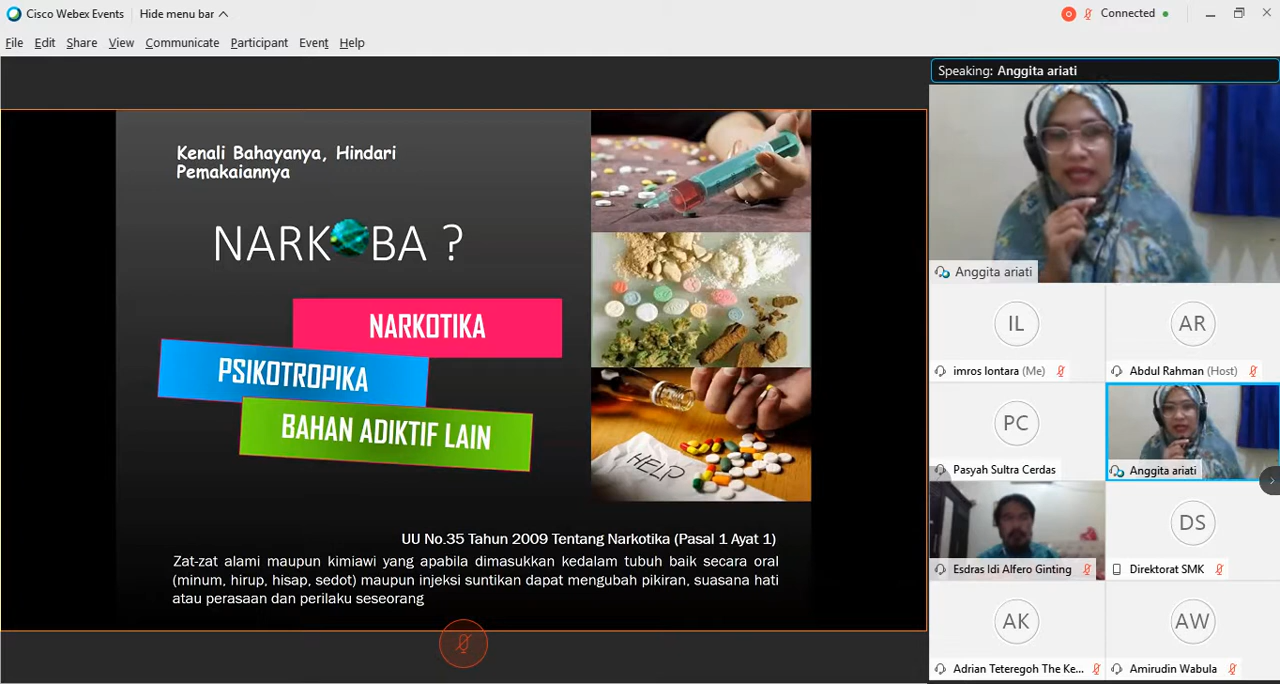 Cisco Webex Events
Hide menu bar
Connected
File Edit Share View Communicate Participant Event Help
Speaking: Anggita ariati
Kenali Bahayanya, Hindari
Pemakaiannya
NARK BA ?
NARKOTIKA
PSIKOTROPIKA
BAHAN ADIKTIF LAIN
HELP
UU No.35 Tahun 2009 Tentang Narkotika (Pasal 1 Ayat 1)
Zat-zat alami maupun kimiawi yang apabila dimasukkan kedalam tubuh baik secara oral
(minum, hirup, hisap, sedot) maupun injeksi suntikan dapat mengubah pikiran, suasana hati
atau perasaan dan perilaku seseorang
Anggita ariati
IL
AR
imros lontara (Me)
Abdul Rahman (Host)
PC
Pasyah Sultra Cerdas
Anggita ariati
DS
Esdras Idi Alfero Ginting
Direktorat SMK
AK
AW
Adrian Teteregoh The Ke...
Amirudin Wabula